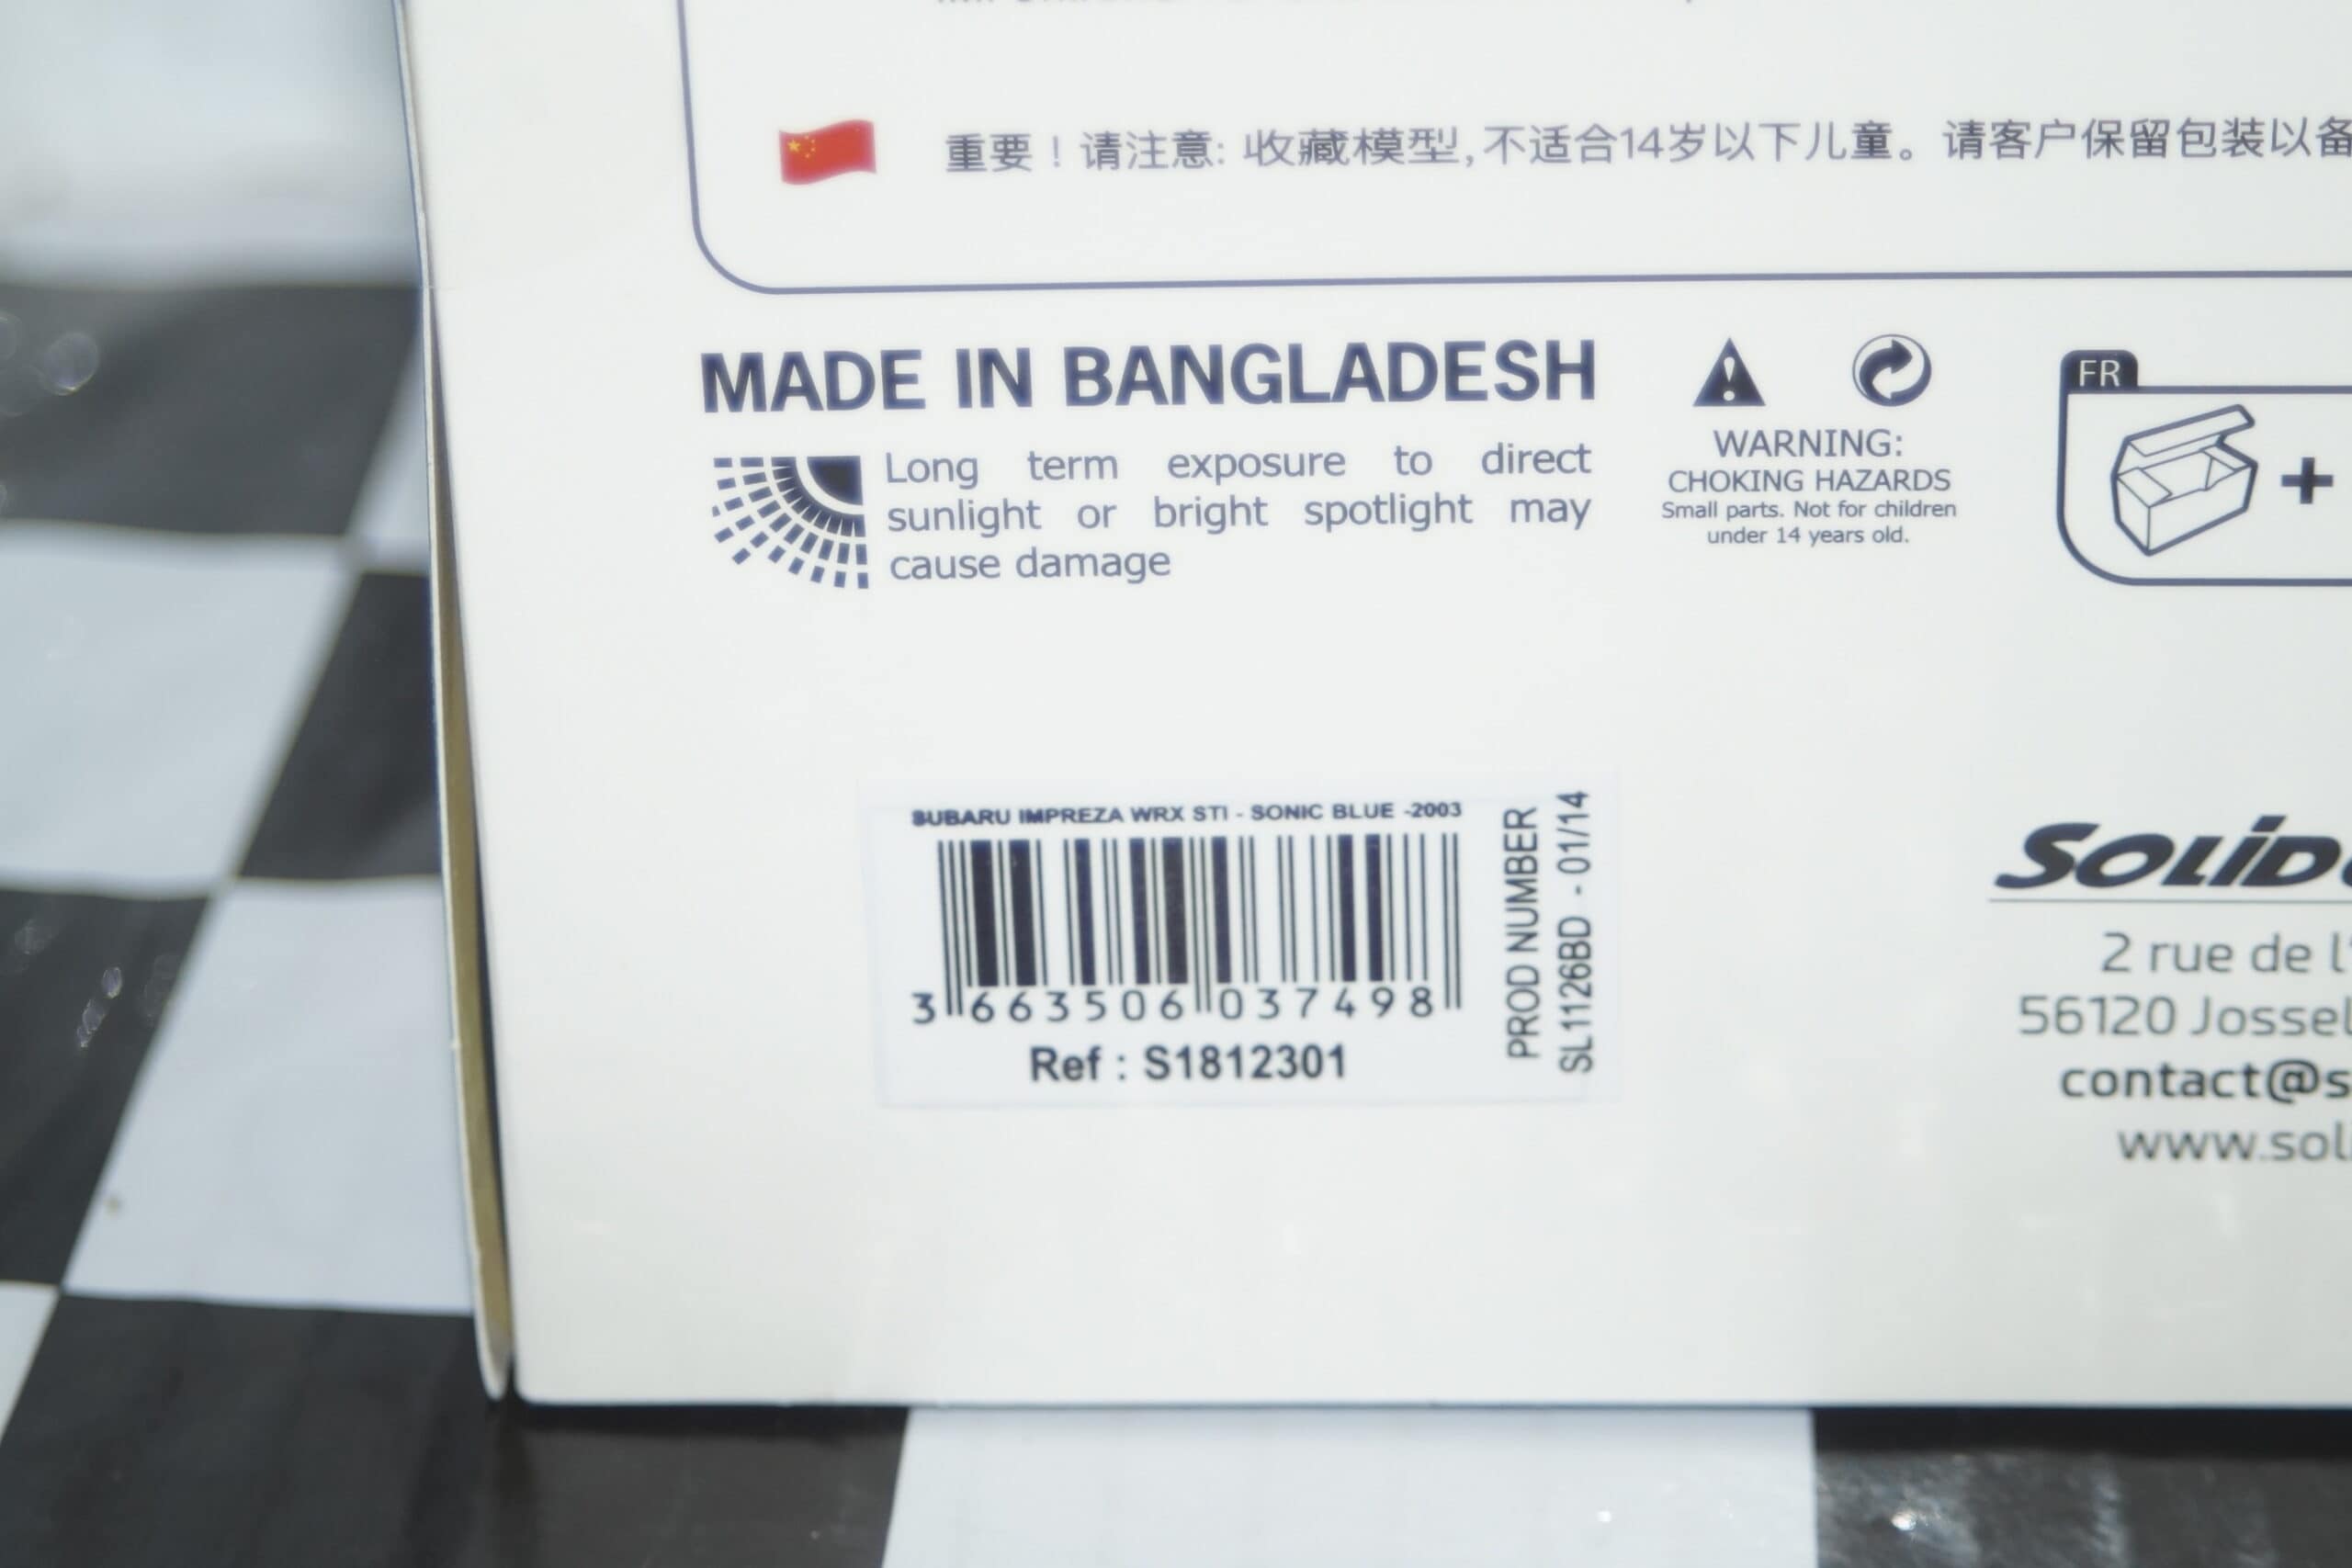 重要！请注意: 收藏模型,不适合14岁以下儿童。请客户保留包装以备
MADE IN BANGLADESH
Long term exposure to direct
sunlight or bright spotlight may
cause damage
WARNING:
CHOKING HAZARDS
Small parts. Not for children
under 14 years old.
FR
+
SUBARU IMPREZA WRX STI - SONIC BLUE -2003
3 663506 037498
Ref : S1812301
PROD NUMBER
SL1126BD - 01/14
SOLID
2 rue de l'
56120 Jossel
contact@s
www.sol